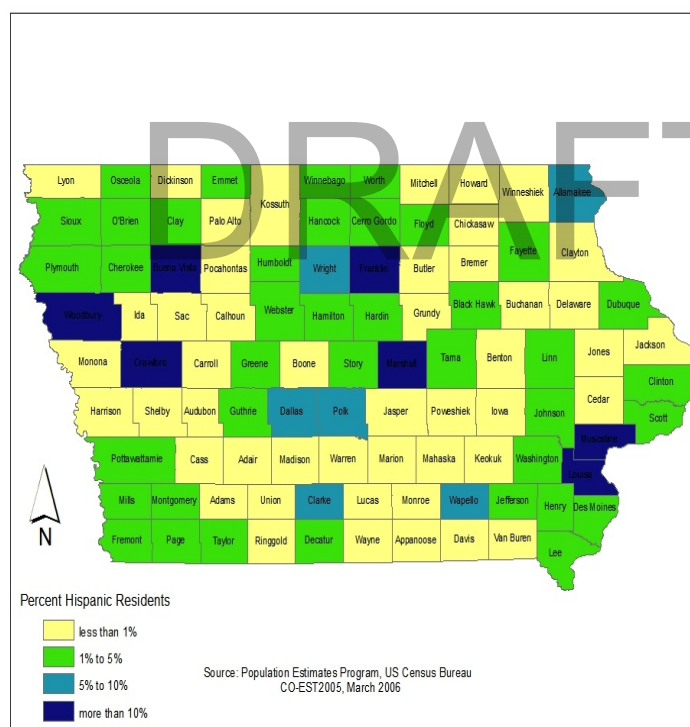 DRAFT
Lyon Osceola Dickinson Emmet Winnebago Worth Mitchell Howard Winneshiek Allamakee
Kossuth
Sioux O'Brien Clay Palo Alto Hancock Cerro Gordo Floyd Chickasaw
Fayette Clayton
Plymouth Cherokee Buena Vista Pocahontas Humboldt Wright Franklin Butler Bremer
Woodbury Ida Sac Calhoun Webster Hamilton Hardin Grundy Black Hawk Buchanan Delaware Dubuque
Monona Crawford Carroll Greene Boone Story Marshall Tama Benton Linn Jones Jackson
Clinton
Harrison Shelby Audubon Guthrie Dallas Polk Jasper Poweshiek Iowa Johnson Cedar Scott
Muscatine
Pottawattamie Cass Adair Madison Warren Marion Mahaska Keokuk Washington Louisa
Mills Montgomery Adams Union Clarke Lucas Monroe Wapello Jefferson Henry Des Moines
Fremont Page Taylor Ringgold Decatur Wayne Appanoose Davis Van Buren Lee
N
Percent Hispanic Residents
less than 1%
1% to 5%
5% to 10%
more than 10%
Source: Population Estimates Program, US Census Bureau
CO-EST2005, March 2006